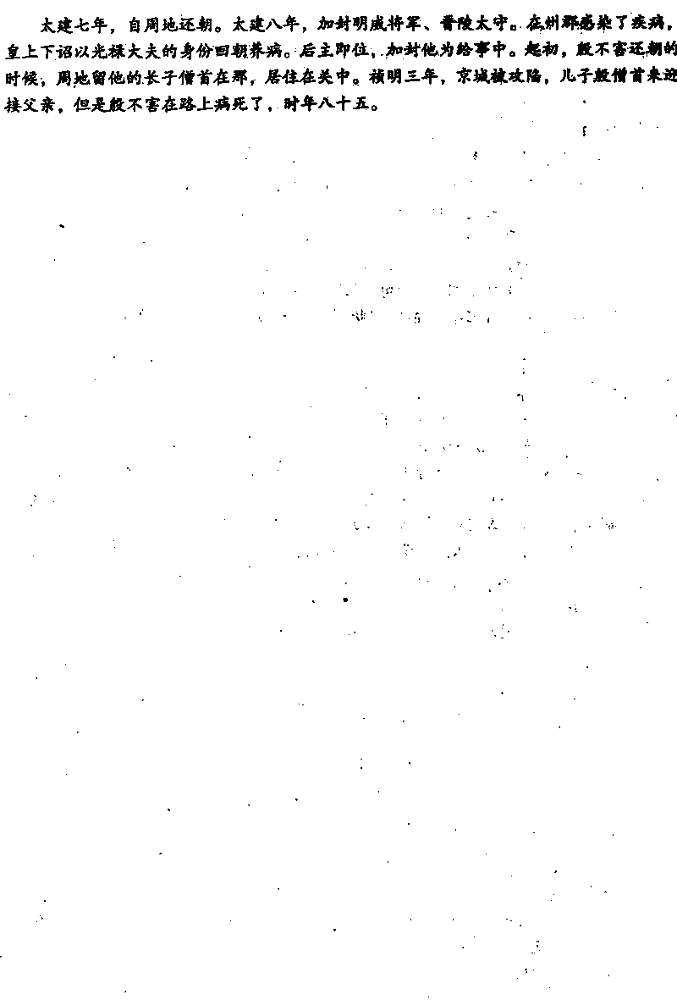 太建七年，自周地还朝。太建八年，加封明威将军、晋陵太守。在州郡感染了疾病，
皇上下诏以光禄大夫的身份回朝养病。后主即位，加封他为给事中。起初，殷不害还朝的
时候，周地留他的长子僧首在那，居住在关中。祯明三年，京城被攻陷，儿子殷僧首来迎
接父亲，但是殷不害在路上病死了，时年八十五。